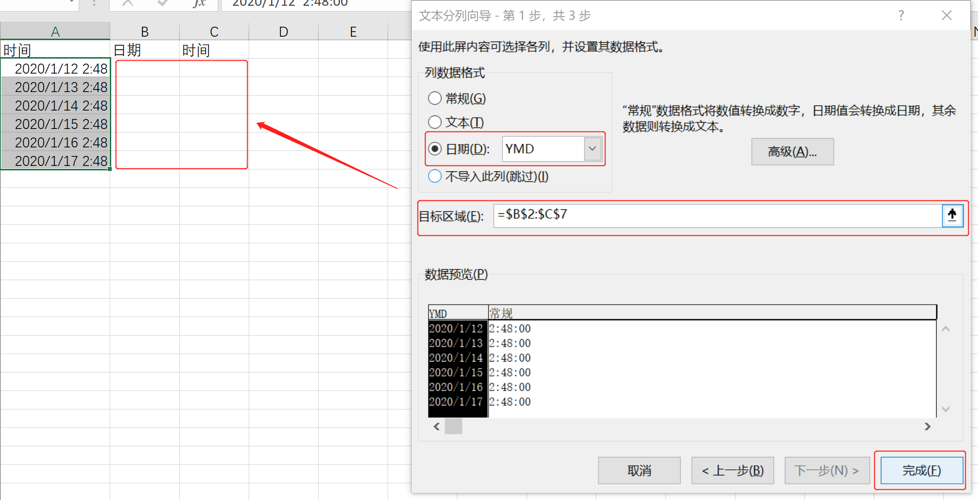 fx 2020/1/12 2:48:00
A B C D E
时间 日期 时间
2020/1/12 2:48
2020/1/13 2:48
2020/1/14 2:48
2020/1/15 2:48
2020/1/16 2:48
2020/1/17 2:48
文本分列向导 - 第 1 步，共 3 步 ?
使用此屏内容可选择各列，并设置其数据格式。
列数据格式
常规(G)
文本(T)
日期(D): YMD
不导入此列(跳过)(I)
“常规”数据格式将数值转换成数字，日期值会转换成日期，其余
数据则转换成文本。
高级(A)...
目标区域(E): =$B$2:$C$7
数据预览(P)
YMD 常规
2020/1/12 2:48:00
2020/1/13 2:48:00
2020/1/14 2:48:00
2020/1/15 2:48:00
2020/1/16 2:48:00
2020/1/17 2:48:00
取消 < 上一步(B) 下一步(N) > 完成(F)